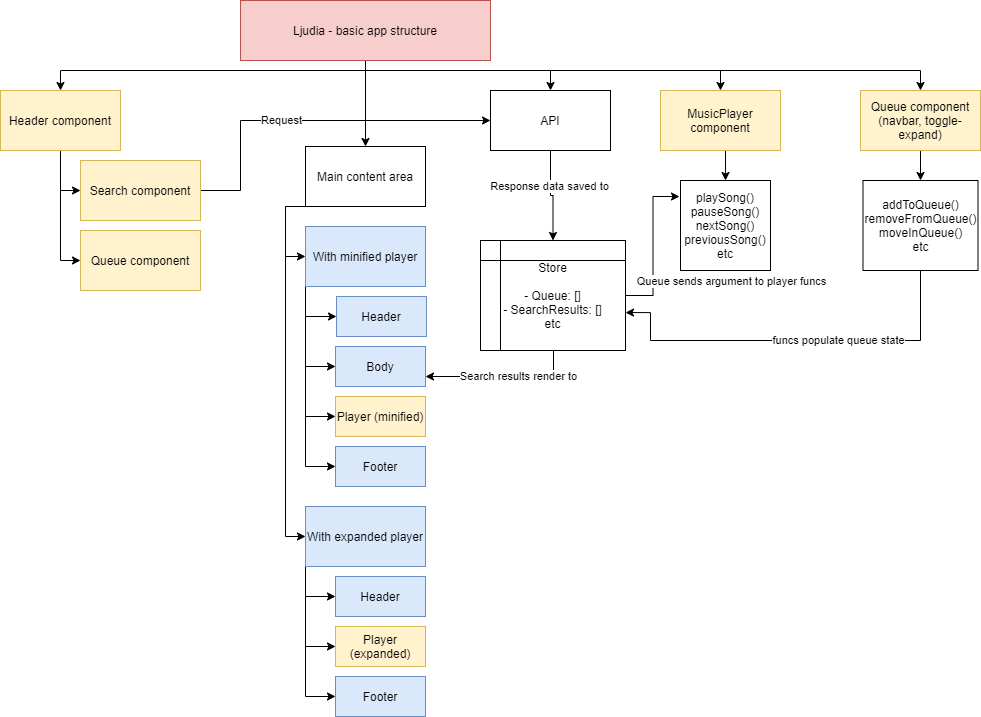 Ljudia - basic app structure
Header component
Search component
Queue component
Request
API
MusicPlayer
component
Queue component
(navbar, toggle-
expand)
Main content area
Response data saved to
playSong()
pauseSong()
nextSong()
previousSong()
etc
addToQueue()
removeFromQueue()
moveInQueue()
etc
Store
- Queue: []
- SearchResults: []
etc
Queue sends argument to player funcs
funcs populate queue state
Search results render to
With minified player
Header
Body
Player (minified)
Footer
With expanded player
Header
Player
(expanded)
Footer